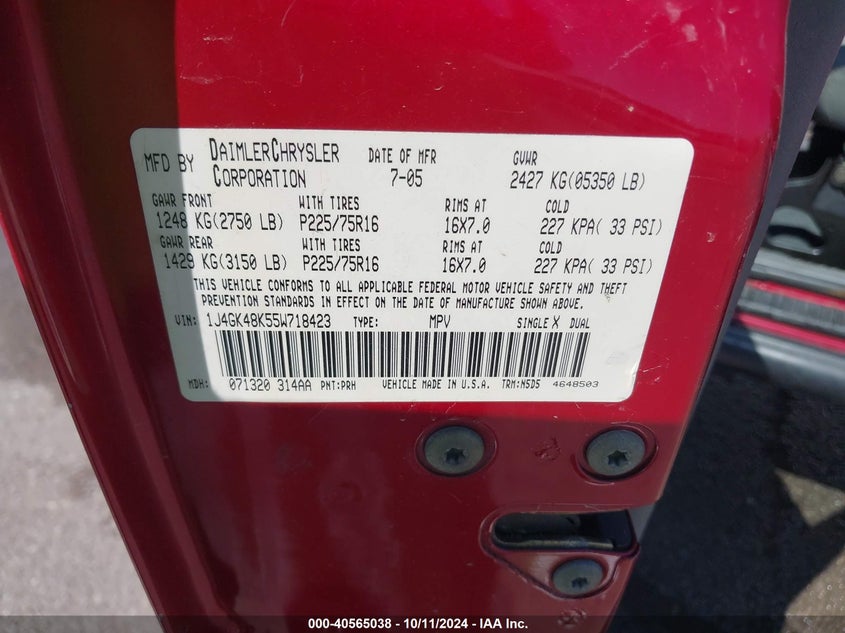 MFD BY DAIMLERCHRYSLER CORPORATION DATE OF MFR 7-05 GVWR 2427 KG(05350 LB)
GAWR FRONT WITH TIRES RIMS AT COLD
1248 KG(2750 LB) P225/75R16 16X7.0 227 KPA( 33 PSI)
GAWR REAR WITH TIRES RIMS AT COLD
1429 KG(3150 LB) P225/75R16 16X7.0 227 KPA( 33 PSI)
THIS VEHICLE CONFORMS TO ALL APPLICABLE FEDERAL MOTOR VEHICLE SAFETY AND THEFT
PREVENTION STANDARDS IN EFFECT ON THE DATE OF MANUFACTURE SHOWN ABOVE.
VIN: 1J4GK48K55W718423 TYPE: MPV SINGLE X DUAL
MDH: 071320 314AA PNT:PRH VEHICLE MADE IN U.S.A. TRM:N5D5 4648503
000-40565038 - 10/11/2024 - IAA Inc.